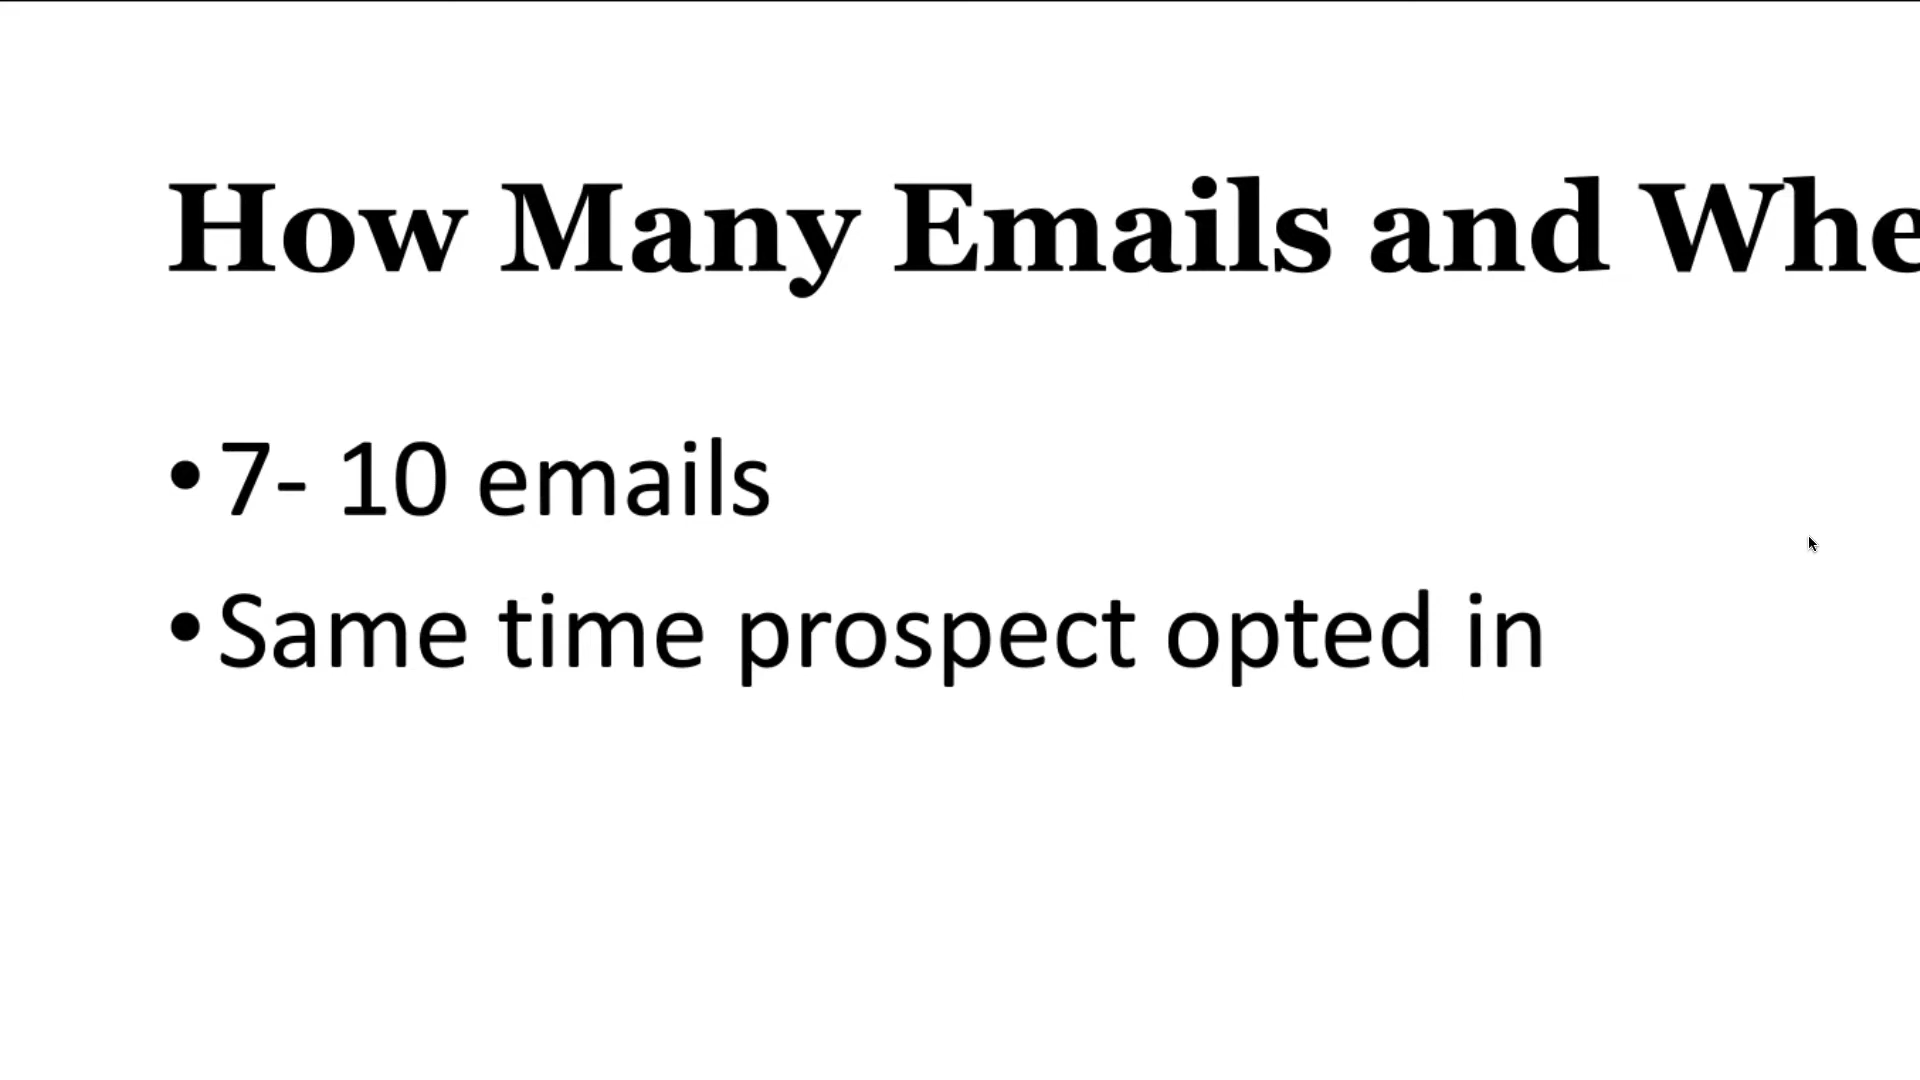 How Many Emails and Whe
• 7- 10 emails
• Same time prospect opted in